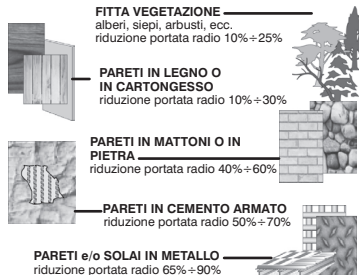 FITTA VEGETAZIONE
alberi, siepi, arbusti, ecc.
riduzione portata radio 10%÷25%
PARETI IN LEGNO O
IN CARTONGESSO
riduzione portata radio 10%÷30%
PARETI IN MATTONI O IN
PIETRA
riduzione portata radio 40%÷60%
PARETI IN CEMENTO ARMATO
riduzione portata radio 50%÷70%
PARETI e/o SOLAI IN METALLO
riduzione portata radio 65%÷90%